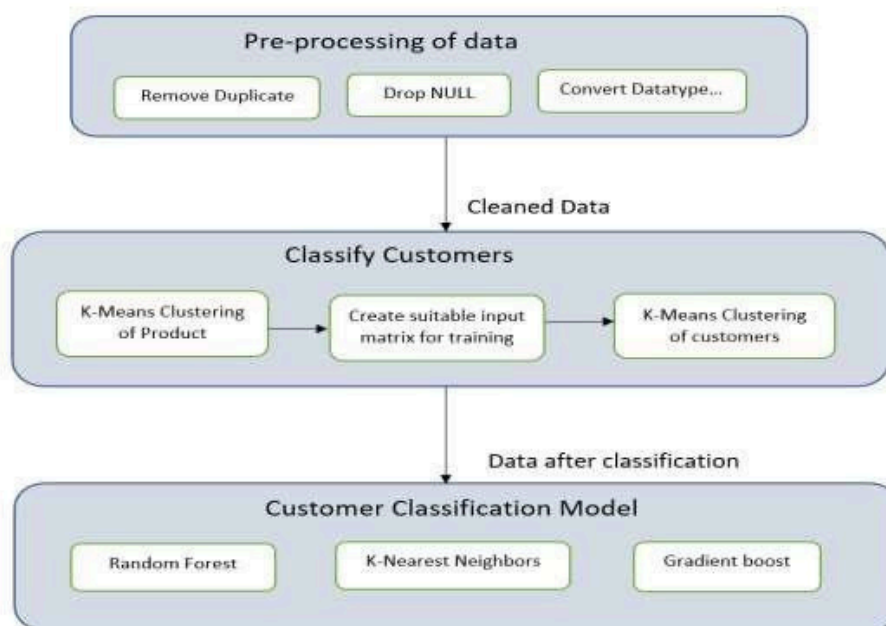 Pre-processing of data
Remove Duplicate
Drop NULL
Convert Datatype...
Cleaned Data
Classify Customers
K-Means Clustering
of Product
Create suitable input
matrix for training
K-Means Clustering
of customers
Data after classification
Customer Classification Model
Random Forest
K-Nearest Neighbors
Gradient boost